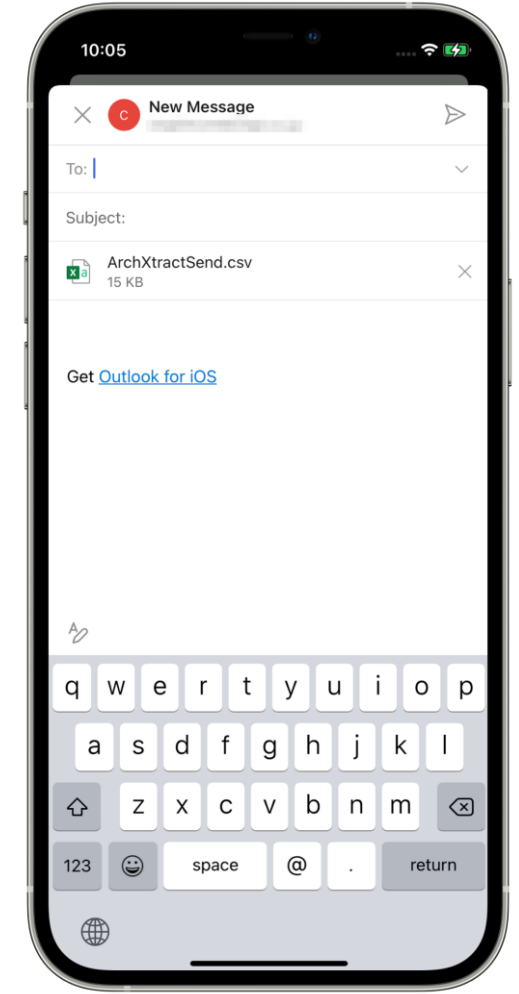 10:05
C
New Message
To:
Subject:
ArchXtractSend.csv
15 KB
Get Outlook for iOS
q w e r t y u i o p
a s d f g h j k l
z x c v b n m
123 space @ . return